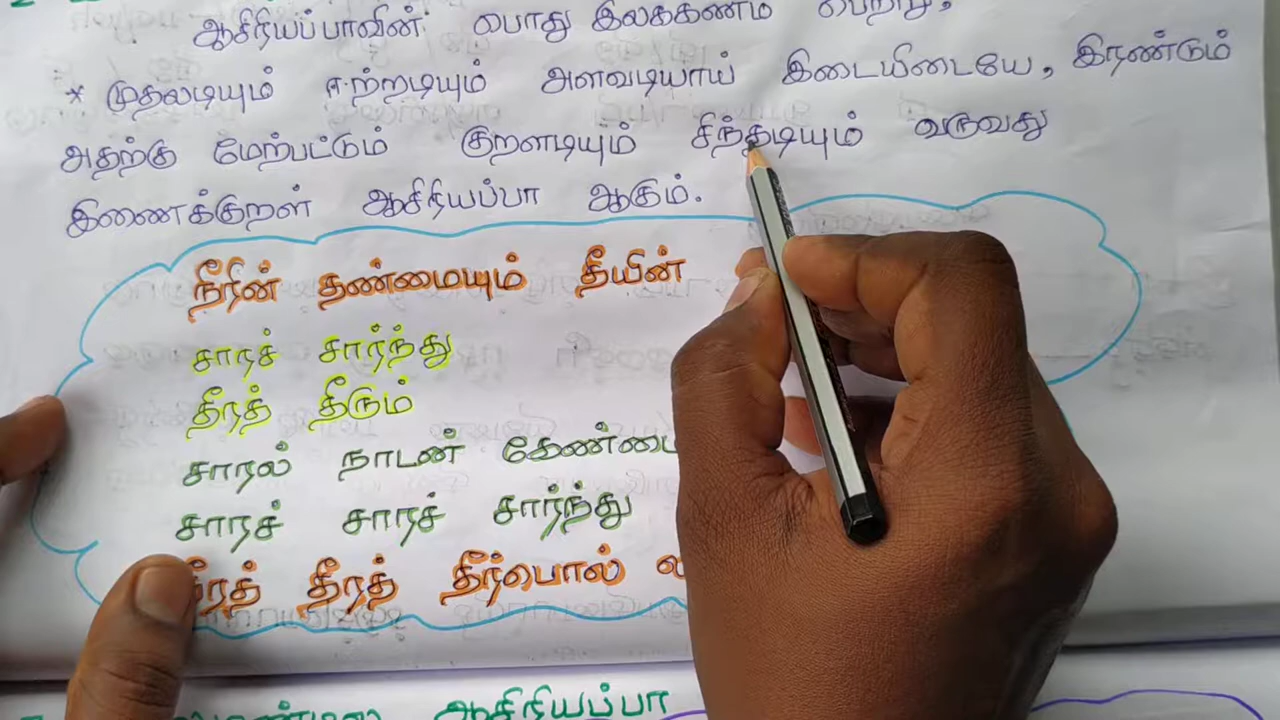 ஆசிரியப்பாவின் பொது இலக்கணம் பெற்று,
* முதலடியும் ஈற்றடியும் அளவடியாய் இடையிடையே, இரண்டும்
அதற்கு மேற்பட்டும் குறளடியும் சிந்தடியும் வருவது
இணைக்குறள் ஆசிரியப்பா ஆகும்.
நீரின் தண்மையும் தீயின்
சாரச் சார்ந்து
தீரத் தீரும்
சாரல் நாடன் கேண்மை
சாரச் சாரச் சார்ந்து
தீரத் தீரத் தீர்பொல்
ஆசிரியப்பா